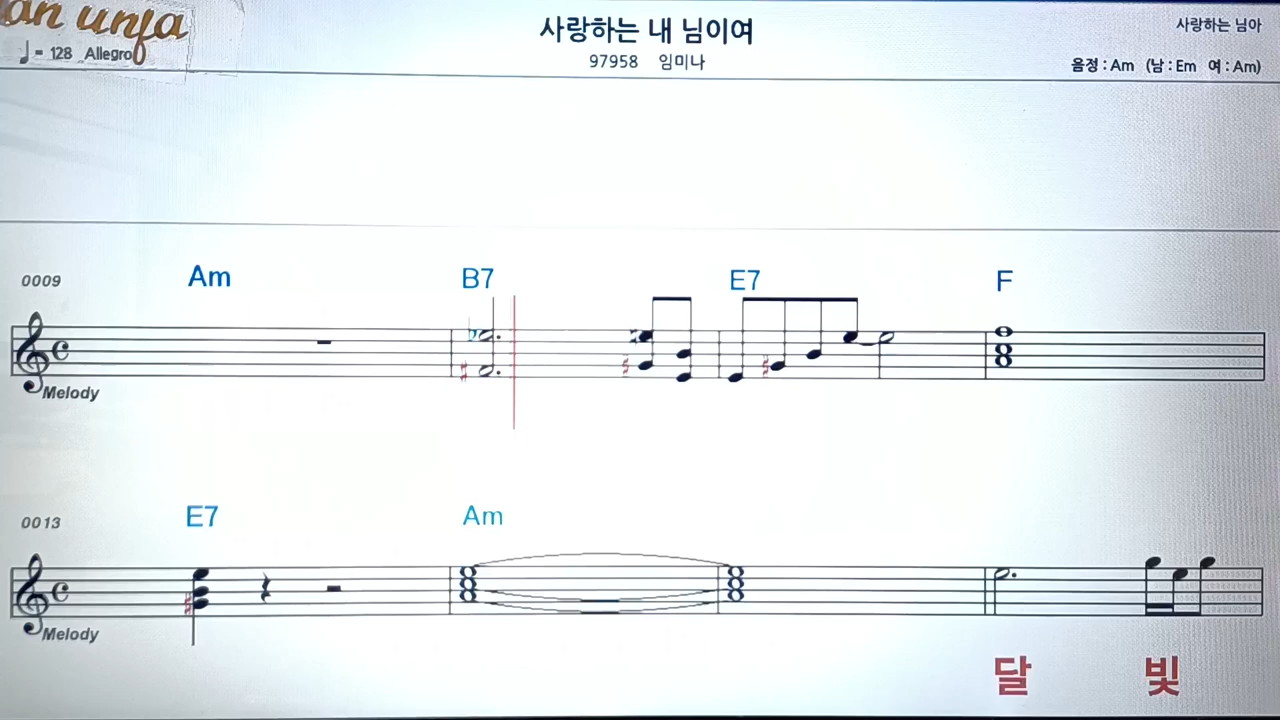 사랑하는 내 님이여
사랑하는 님아
♩= 128 Allegro
97958 임미나
음정 : Am (남 : Em 여 : Am)
0009 Am B7 E7 F
Melody
0013 E7 Am
Melody
달 빛